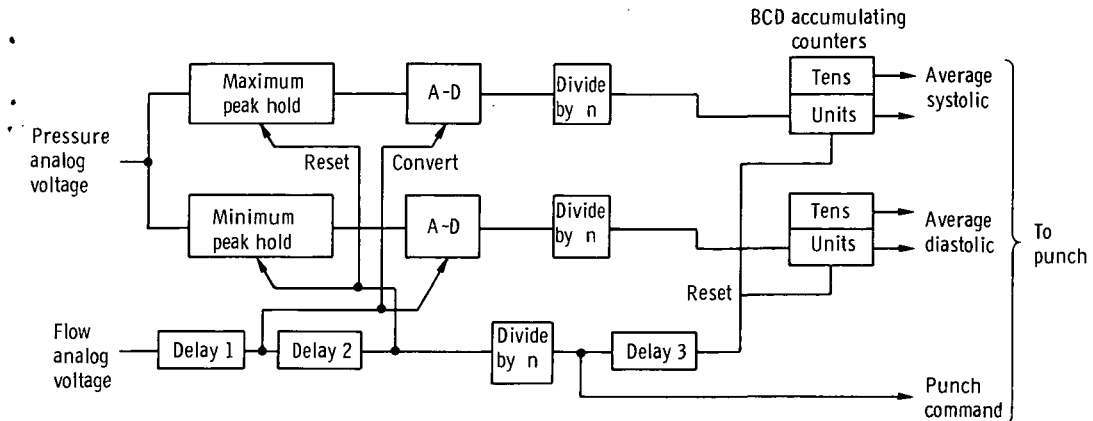 BCD accumulating
counters
Maximum
peak hold
A-D
Divide
by n
Tens
Units
Average
systolic
Pressure
analog
voltage
Reset
Convert
Minimum
peak hold
A-D
Divide
by n
Tens
Units
Average
diastolic
To
punch
Reset
Flow
analog
voltage
Delay 1
Delay 2
Divide
by n
Delay 3
Punch
command